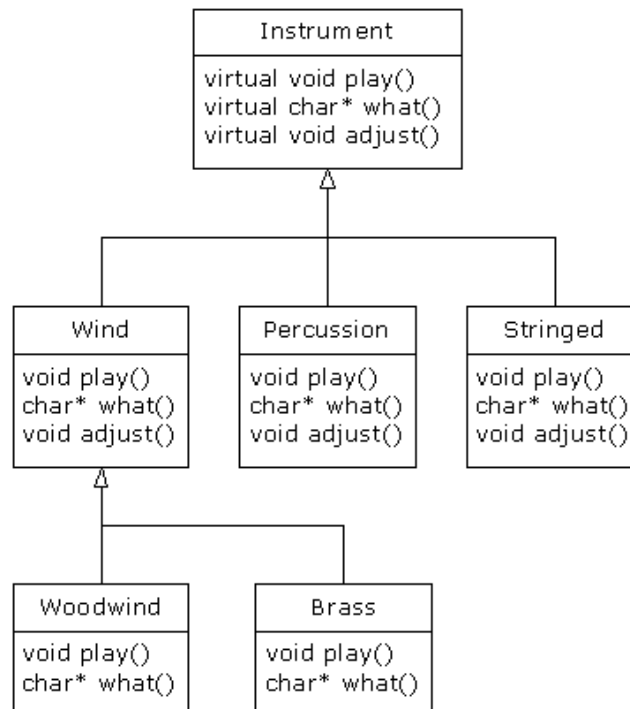 Instrument
virtual void play()
virtual char* what()
virtual void adjust()
Wind
void play()
char* what()
void adjust()
Percussion
void play()
char* what()
void adjust()
Stringed
void play()
char* what()
void adjust()
Woodwind
void play()
char* what()
Brass
void play()
char* what()